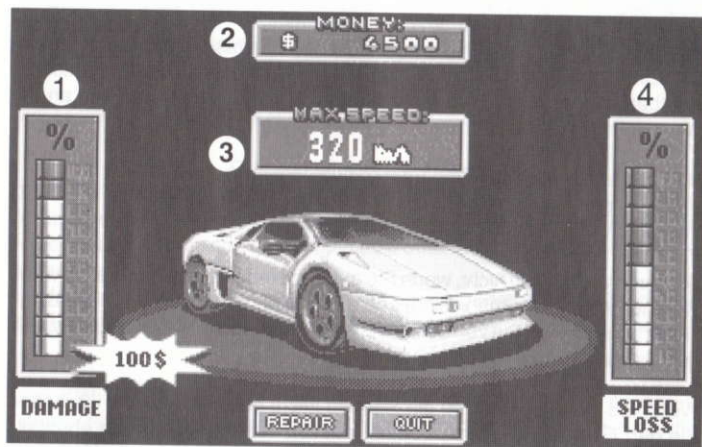 2
MONEY:
$ 4500
1
%
3
MAX SPEED:
320 Km/h
4
%
100$
DAMAGE
REPAIR
QUIT
SPEED
LOSS